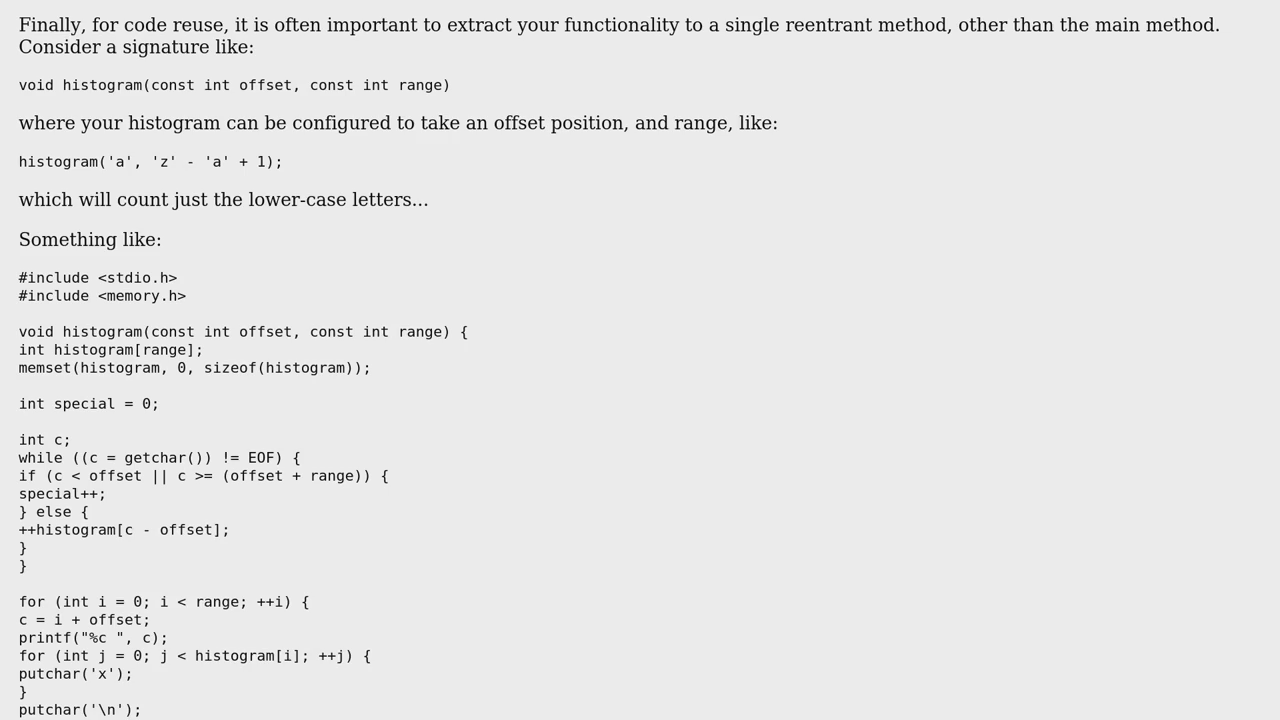 Finally, for code reuse, it is often important to extract your functionality to a single reentrant method, other than the main method.
Consider a signature like:
void histogram(const int offset, const int range)
where your histogram can be configured to take an offset position, and range, like:
histogram('a', 'z' - 'a' + 1);
which will count just the lower-case letters...
Something like:
#include <stdio.h>
#include <memory.h>
void histogram(const int offset, const int range) {
int histogram[range];
memset(histogram, 0, sizeof(histogram));
int special = 0;
int c;
while ((c = getchar()) != EOF) {
if (c < offset || c >= (offset + range)) {
special++;
} else {
++histogram[c - offset];
}
}
for (int i = 0; i < range; ++i) {
c = i + offset;
printf("%c ", c);
for (int j = 0; j < histogram[i]; ++j) {
putchar('x');
}
putchar('\n');